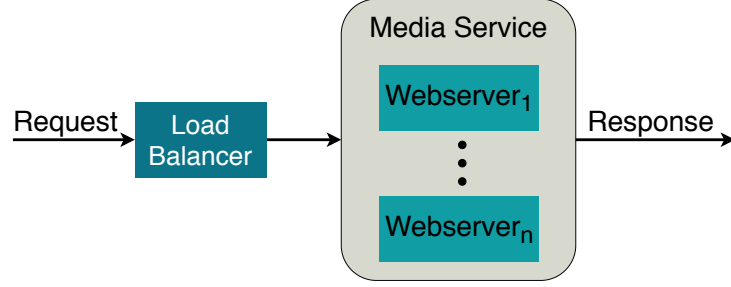 Media Service
Webserver₁
Request
Load
Balancer
Response
Webserverₙ